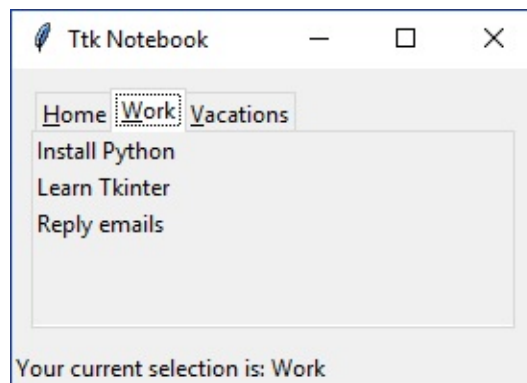 Ttk Notebook
Home Work Vacations
Install Python
Learn Tkinter
Reply emails
Your current selection is: Work